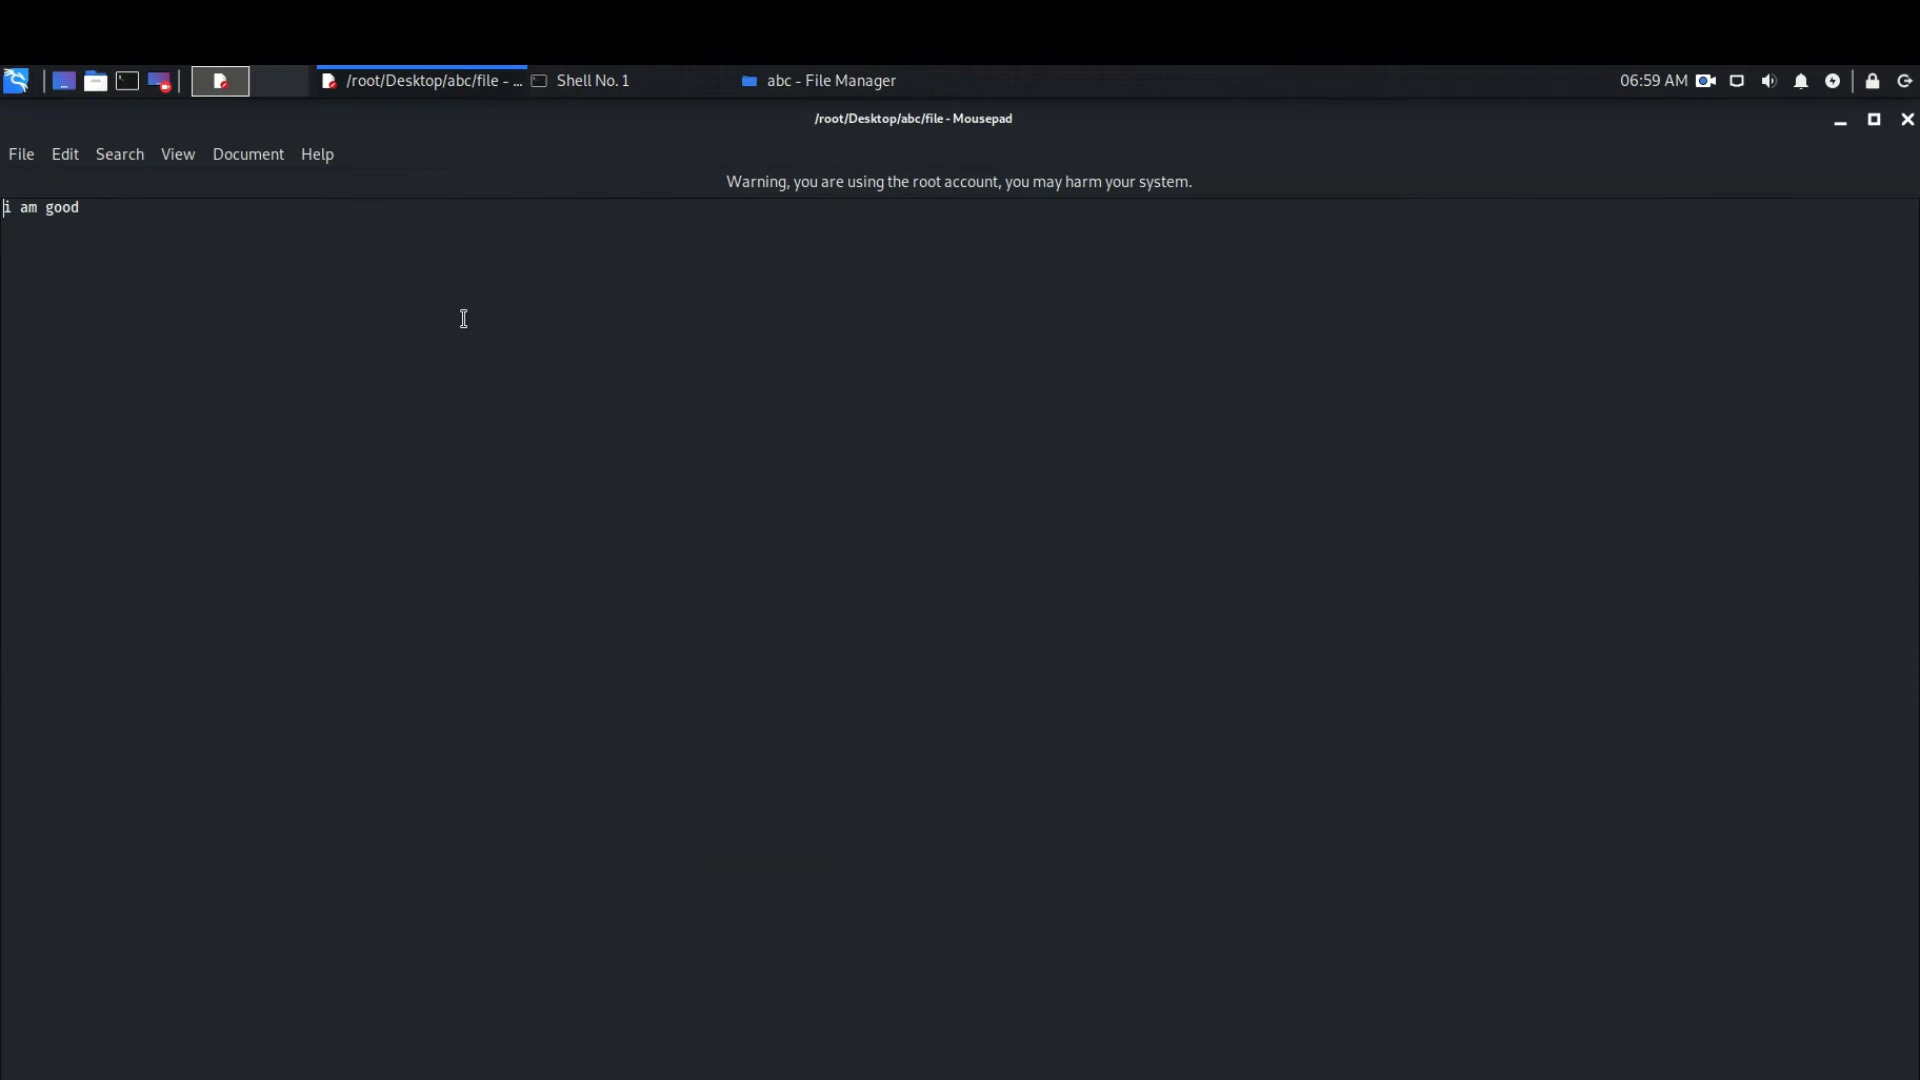 /root/Desktop/abc/file - ... Shell No. 1 abc - File Manager 06:59 AM
/root/Desktop/abc/file - Mousepad
File Edit Search View Document Help
Warning, you are using the root account, you may harm your system.
i am good